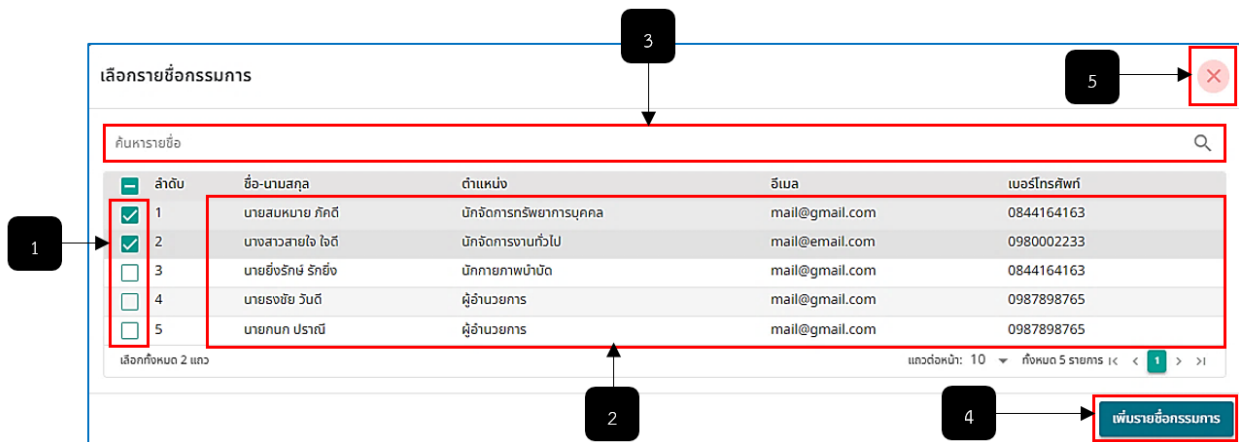 3
เลือกรายชื่อกรรมการ
5
ค้นหารายชื่อ
ลำดับ ชื่อ-นามสกุล ตำแหน่ง อีเมล เบอร์โทรศัพท์
1 นายสมหมาย ภักดี นักจัดการทรัพยาการบุคคล mail@gmail.com 0844164163
1
2 นางสาวสายใจ ใจดี นักจัดการงานทั่วไป mail@email.com 0980002233
3 นายยิ่งรักษ์ รักยิ่ง นักกายภาพบำบัด mail@gmail.com 0844164163
4 นายธงชัย วันดี ผู้อำนวยการ mail@gmail.com 0987898765
5 นายกนก ปราณี ผู้อำนวยการ mail@gmail.com 0987898765
เลือกทั้งหมด 2 แถว แถวต่อหน้า: 10 ทั้งหมด 5 รายการ 1
2
4
เพิ่มรายชื่อกรรมการ